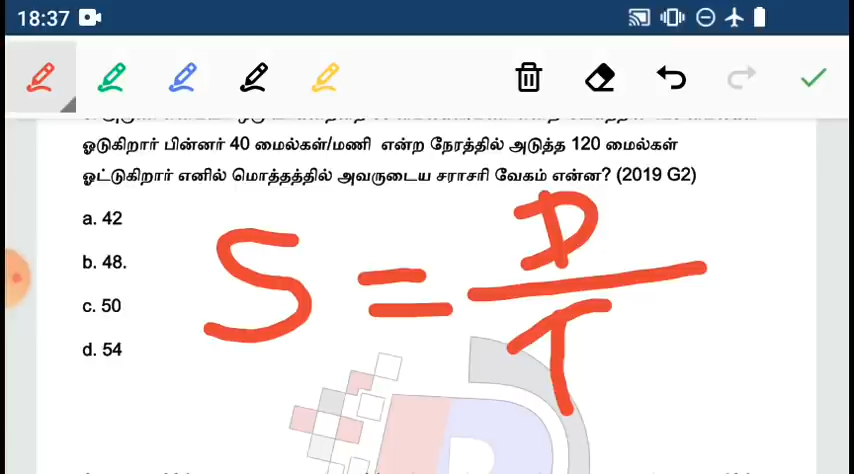 18:37
ஓடுகிறார் பின்னர் 40 மைல்கள்/மணி என்ற நேரத்தில் அடுத்த 120 மைல்கள்
ஓட்டுகிறார் எனில் மொத்தத்தில் அவருடைய சராசரி வேகம் என்ன? (2019 G2)
a. 42
b. 48.
c. 50
d. 54
S = D
T